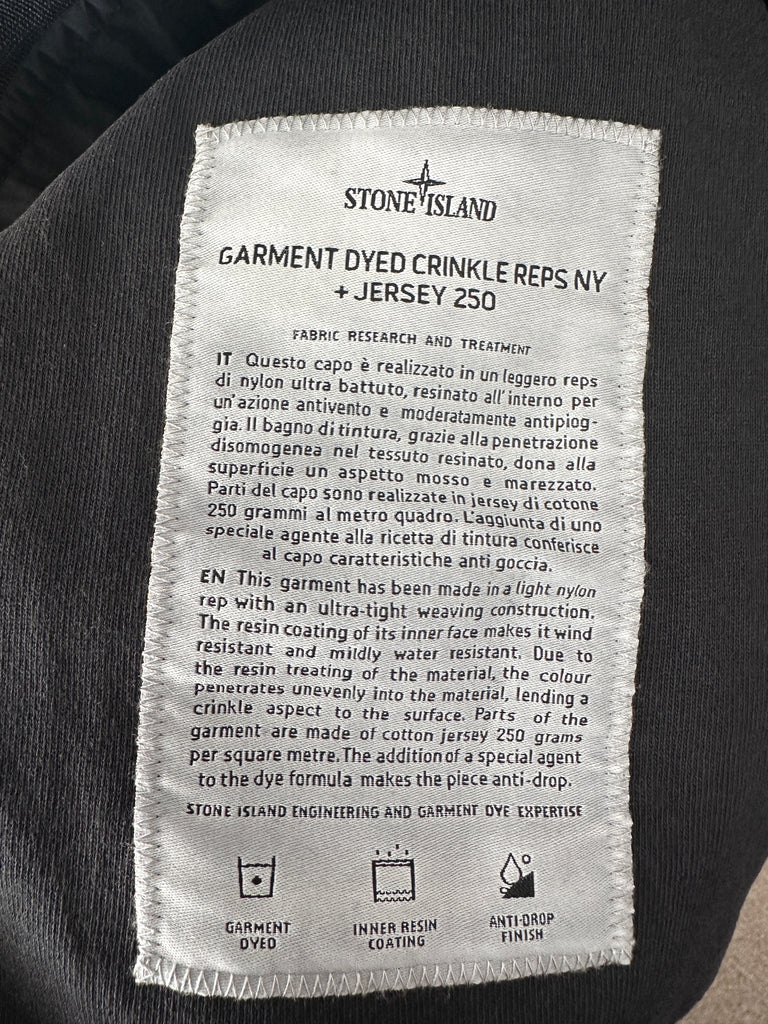 STONE ISLAND
GARMENT DYED CRINKLE REPS NY
+ JERSEY 250
FABRIC RESEARCH AND TREATMENT
IT Questo capo è realizzato in un leggero reps
di nylon ultra battuto, resinato all'interno per
un'azione antivento e moderatamente antipiog-
gia. Il bagno di tintura, grazie alla penetrazione
disomogenea nel tessuto resinato, dona alla
superficie un aspetto mosso e marezzato.
Parti del capo sono realizzate in jersey di cotone
250 grammi al metro quadro. L'aggiunta di uno
speciale agente alla ricetta di tintura conferisce
al capo caratteristiche anti goccia.
EN This garment has been made in a light nylon
rep with an ultra-tight weaving construction.
The resin coating of its inner face makes it wind
resistant and mildly water resistant. Due to
the resin treating of the material, the colour
penetrates unevenly into the material, lending a
crinkle aspect to the surface. Parts of the
garment are made of cotton jersey 250 grams
per square metre. The addition of a special agent
to the dye formula makes the piece anti-drop.
STONE ISLAND ENGINEERING AND GARMENT DYE EXPERTISE
GARMENT
DYED
INNER RESIN
COATING
ANTI-DROP
FINISH